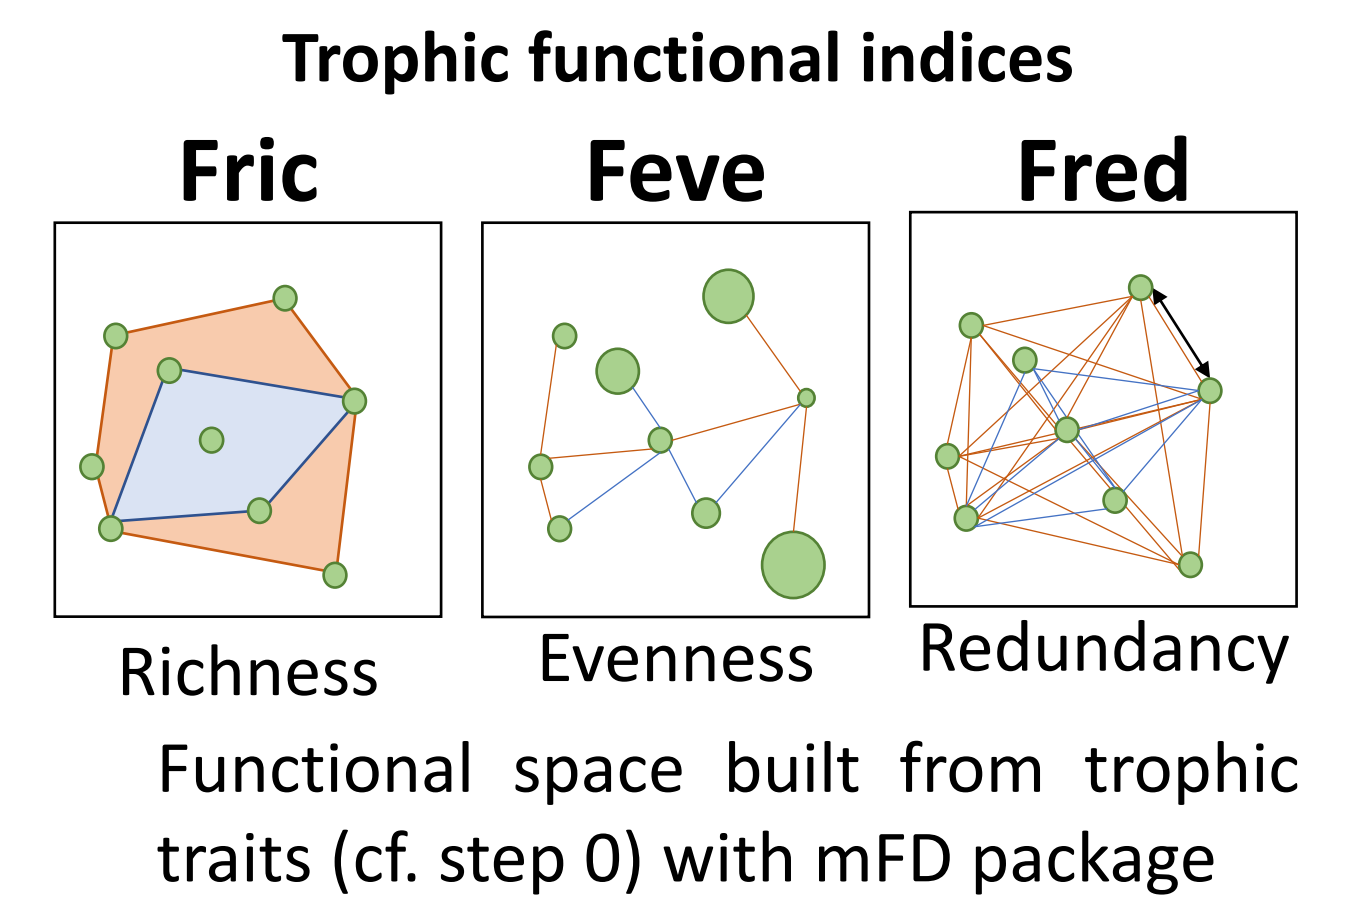 Trophic functional indices
Fric
Feve
Fred
Richness
Evenness
Redundancy
Functional space built from trophic
traits (cf. step 0) with mFD package